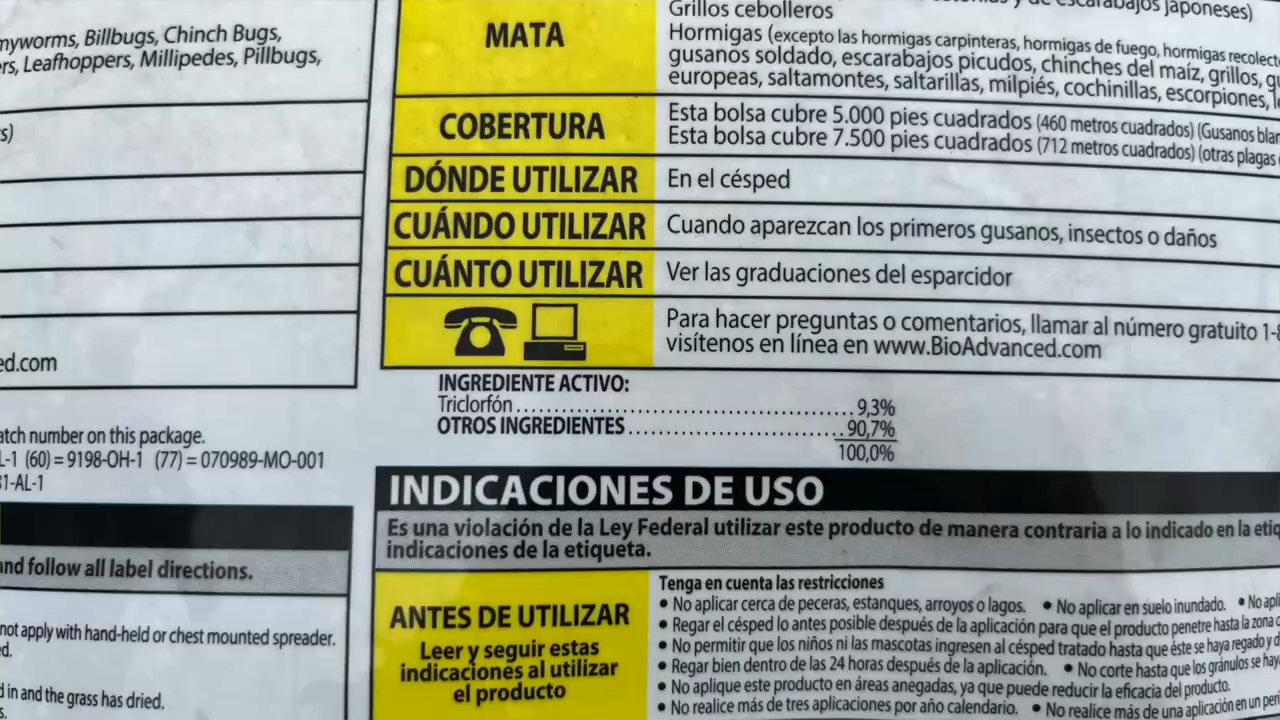 Billbugs, Chinch Bugs,
Leafhoppers, Millipedes, Pillbugs,
and follow all label directions.
not apply with hand-held or chest mounted spreader.
in and the grass has dried.
number on this package.
(60) = 9198-OH-1 (77) = 070989-MO-001
japoneses)
Grillos cebolleros
MATA
Hormigas (excepto las hormigas carpinteras, hormigas de fuego, hormigas
gusanos soldado, escarabajos picudos, chinches del maíz, grillos,
europeas, saltamontes, saltarillas, milpiés, cochinillas, escorpiones,
COBERTURA
Esta bolsa cubre 5.000 pies cuadrados (460 metros cuadrados) (Gusanos
Esta bolsa cubre 7.500 pies cuadrados (712 metros cuadrados) (otras plagas
DÓNDE UTILIZAR En el césped
CUÁNDO UTILIZAR Cuando aparezcan los primeros gusanos, insectos o daños
CUÁNTO UTILIZAR Ver las graduaciones del esparcidor
Para hacer preguntas o comentarios, llamar al número gratuito
visítenos en línea en www.BioAdvanced.com
INGREDIENTE ACTIVO:
Triclorfón........................................9,3%
OTROS INGREDIENTES..........................90,7%
100,0%
INDICACIONES DE USO
Es una violación de la Ley Federal utilizar este producto de manera contraria a lo indicado en la
indicaciones de la etiqueta.
ANTES DE UTILIZAR
Leer y seguir estas
indicaciones al utilizar
el producto
Tenga en cuenta las restricciones
• No aplicar cerca de peceras, estanques, arroyos o lagos. • No aplicar en suelo inundado. • No
• Regar el césped lo antes posible después de la aplicación para que el producto penetre hasta la zona
• No permitir que los niños ni las mascotas ingresen al césped tratado hasta que éste se haya regado y
• Regar bien dentro de las 24 horas después de la aplicación. • No corte hasta que los gránulos se
• No aplique este producto en áreas anegadas, ya que puede reducir la eficacia del producto.
• No realice más de tres aplicaciones por año calendario. • No realice más de una aplicación en un